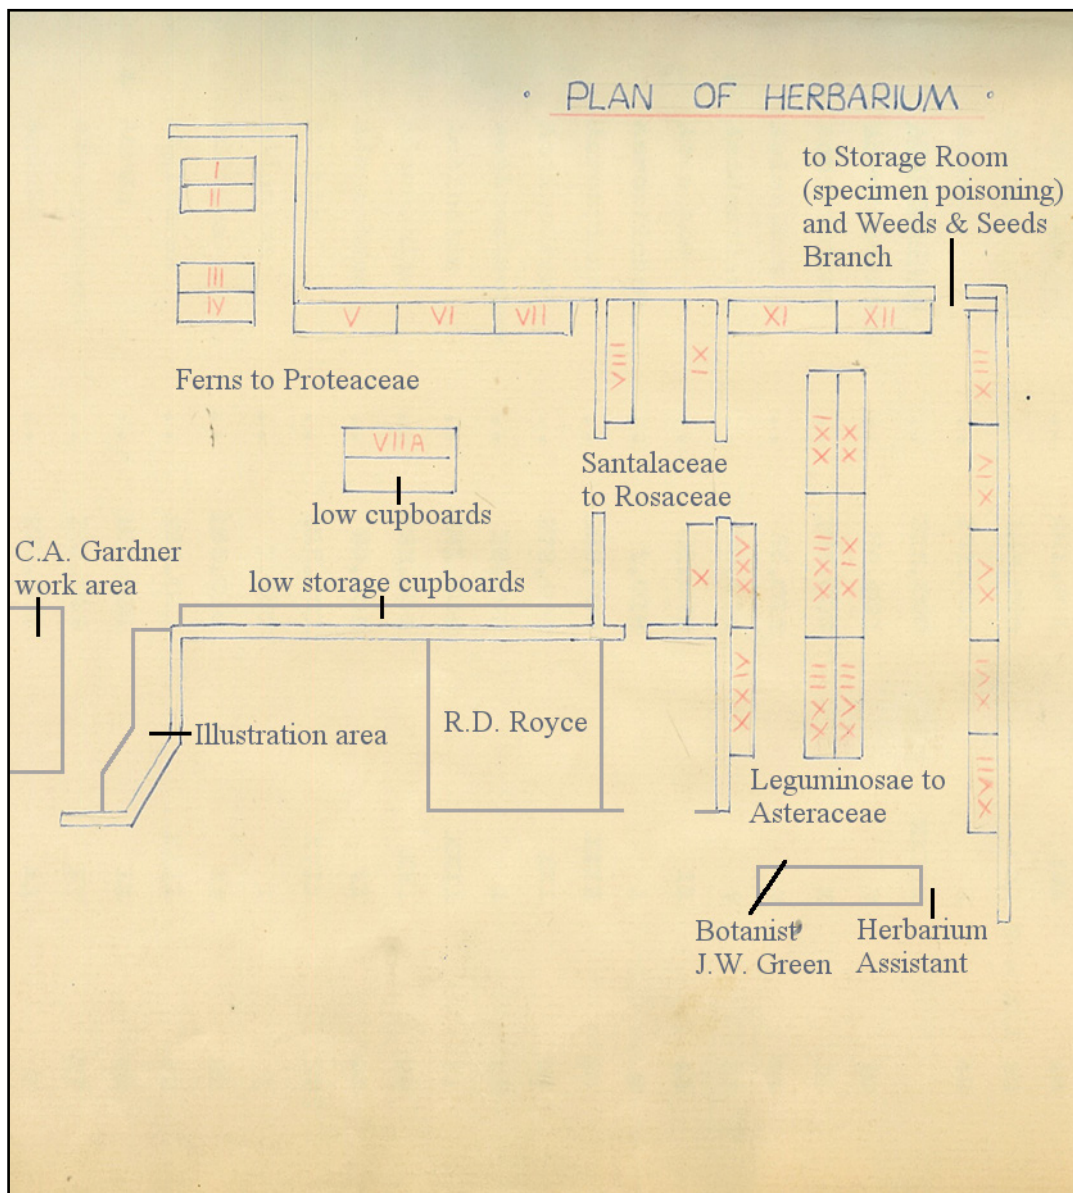 · PLAN OF HERBARIUM ·
to Storage Room
(specimen poisoning)
and Weeds & Seeds
Branch
I
II
III
IV
V
VI
VII
VIII
IX
XI
XII
XIII
Ferns to Proteaceae
XXI
XX
VIIA
low cupboards
Santalaceae
to Rosaceae
XIV
C.A. Gardner
work area
low storage cupboards
X
XXV
XXII
XIX
XV
R.D. Royce
Illustration area
XXIV
XXIII
XVIII
XVI
Leguminosae to
Asteraceae
XVII
Botanist
J.W. Green
Herbarium
Assistant